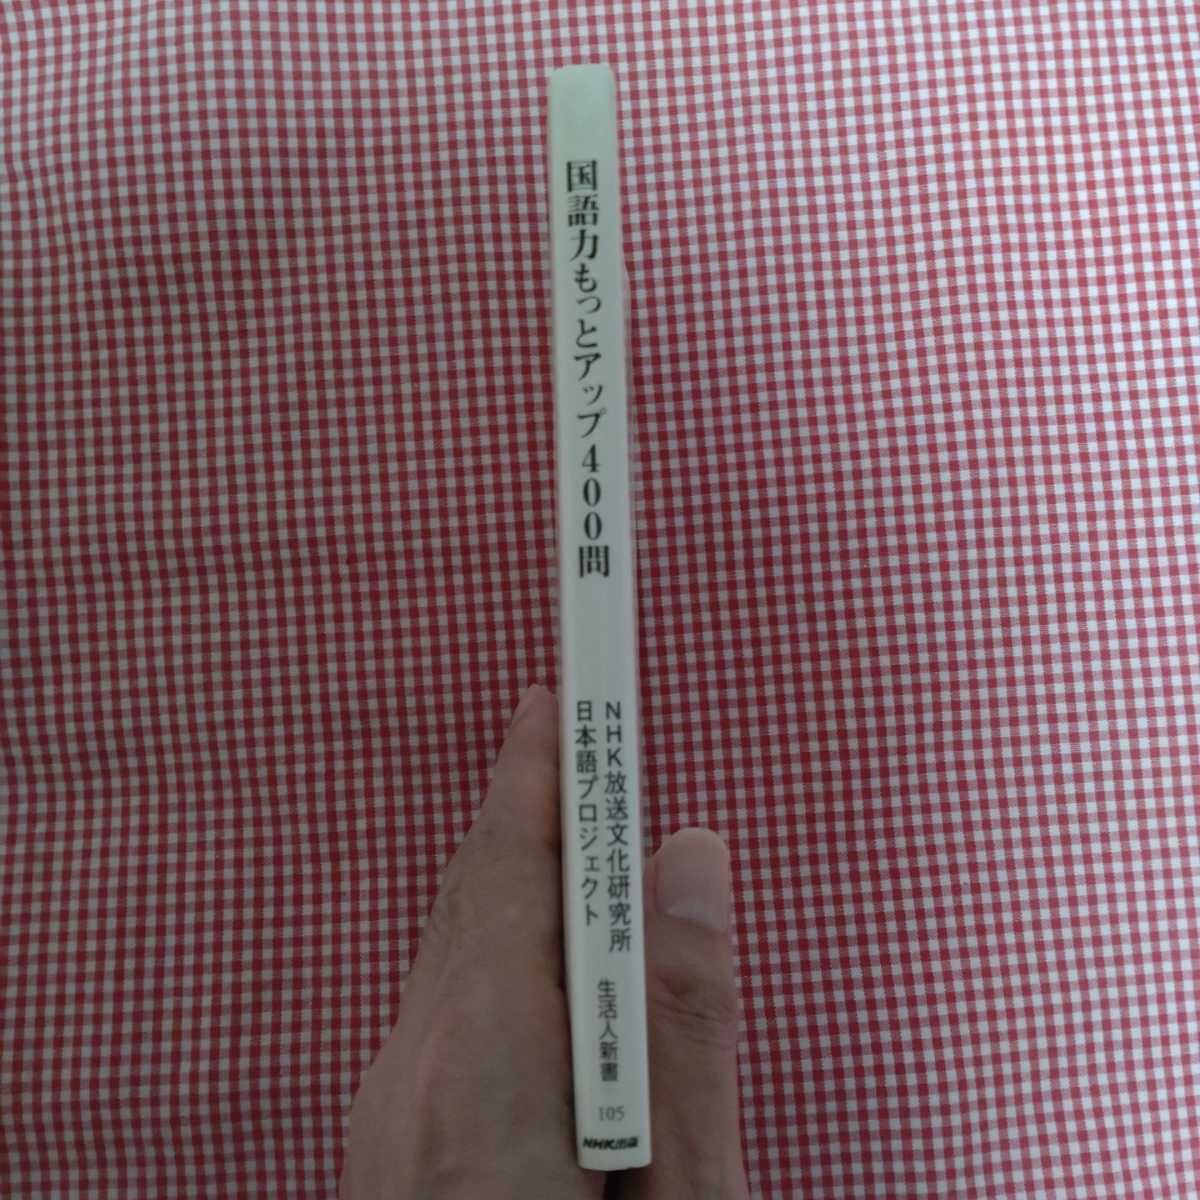 国語力もっとアップ400問
NHK放送文化研究所
日本語プロジェクト
生活人新書
105
NHK出版